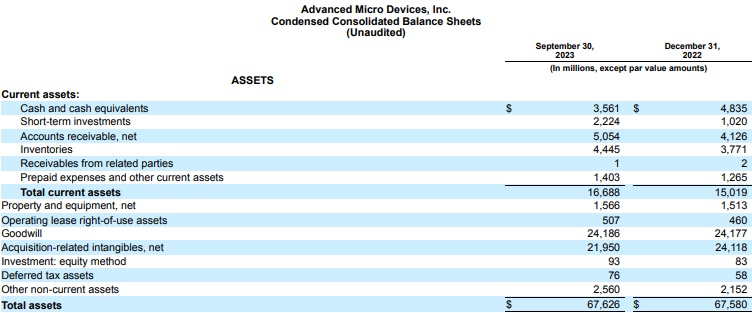 Advanced Micro Devices, Inc.
Condensed Consolidated Balance Sheets
(Unaudited)
September 30, December 31,
2023 2022
(In millions, except par value amounts)
ASSETS
Current assets:
Cash and cash equivalents $ 3,561 $ 4,835
Short-term investments 2,224 1,020
Accounts receivable, net 5,054 4,126
Inventories 4,445 3,771
Receivables from related parties 1 2
Prepaid expenses and other current assets 1,403 1,265
Total current assets 16,688 15,019
Property and equipment, net 1,566 1,513
Operating lease right-of-use assets 507 460
Goodwill 24,186 24,177
Acquisition-related intangibles, net 21,950 24,118
Investment: equity method 93 83
Deferred tax assets 76 58
Other non-current assets 2,560 2,152
Total assets $ 67,626 $ 67,580